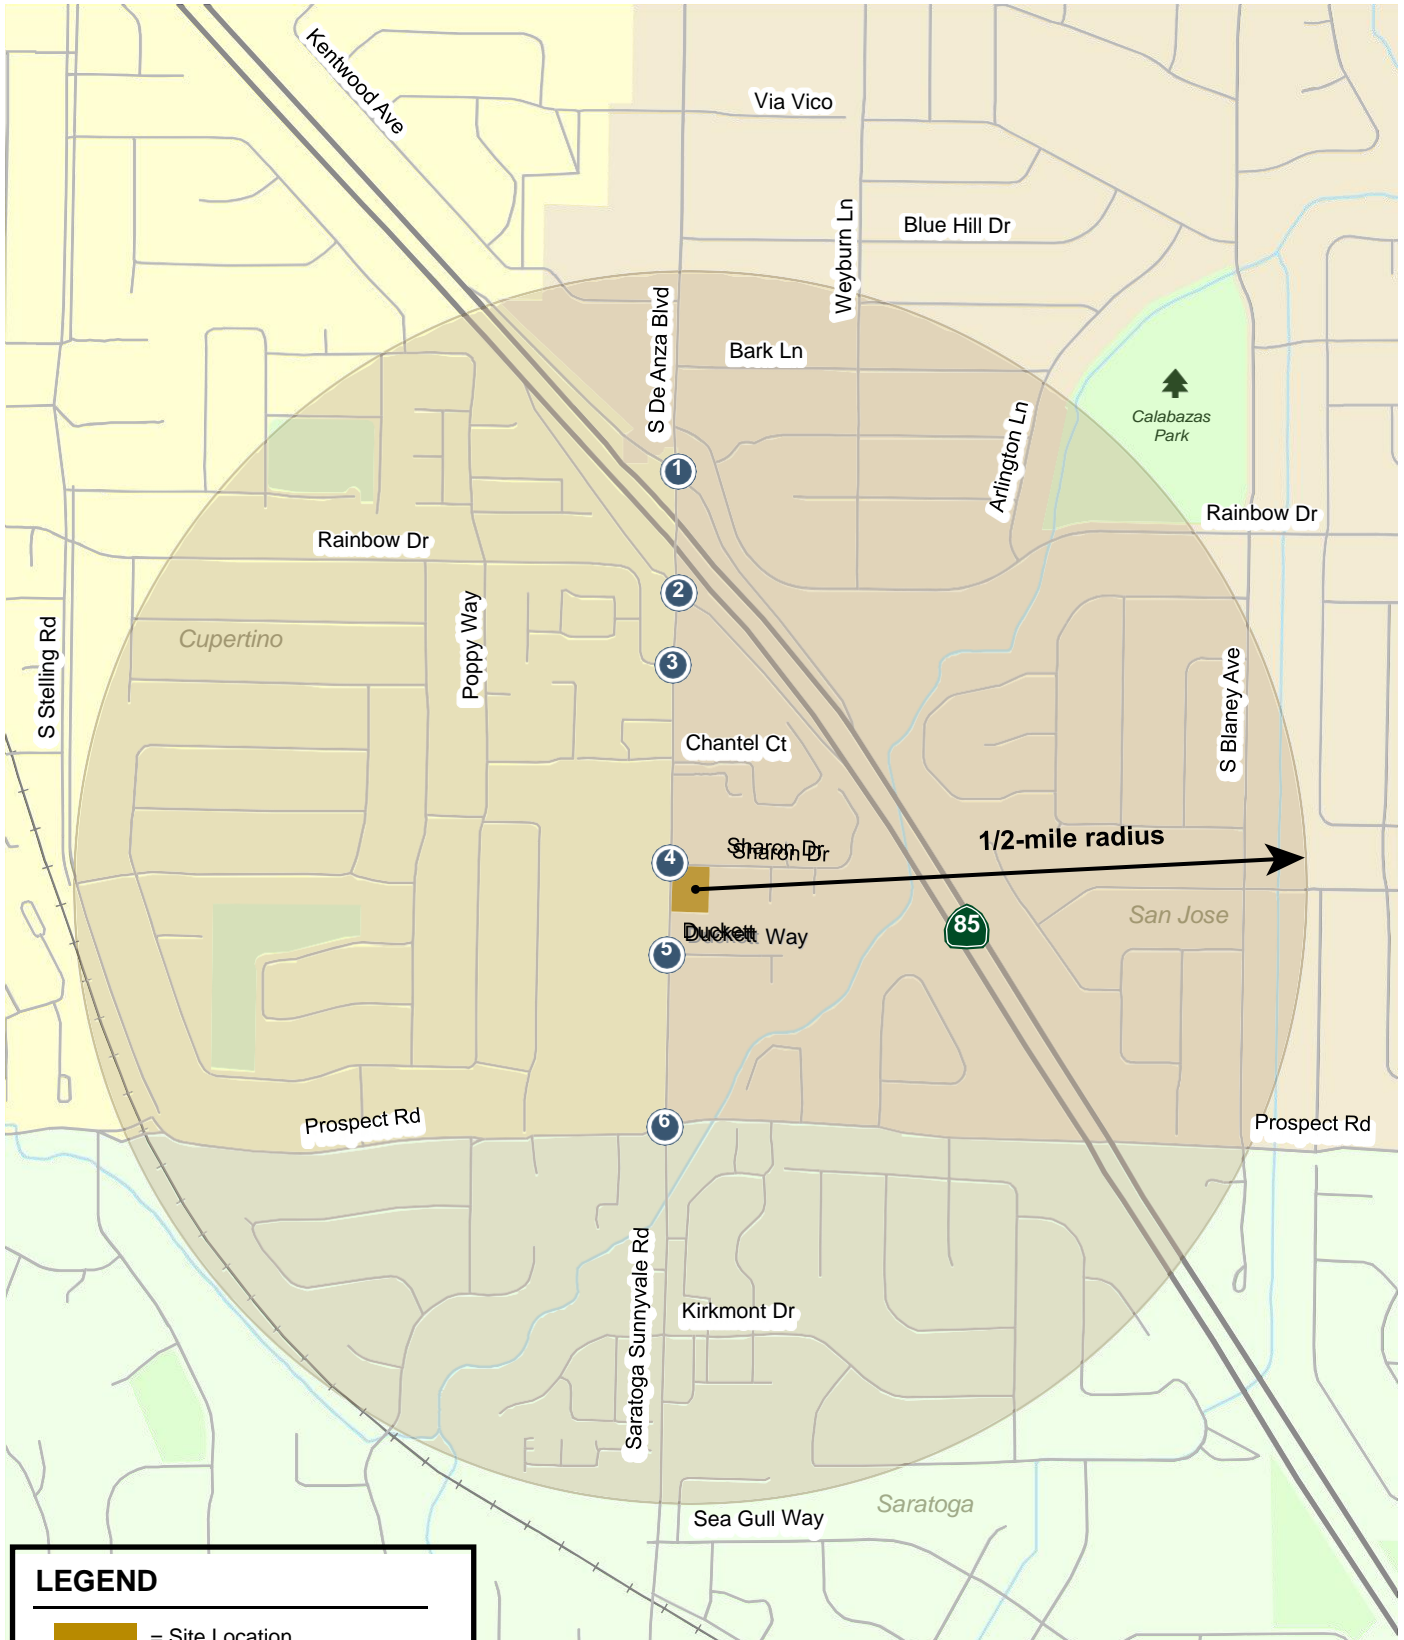 Kentwood Ave
Via Vico
Weyburn Ln
Blue Hill Dr
S De Anza Blvd
Bark Ln
Calabazas
Park
Arlington Ln
1
Rainbow Dr
Rainbow Dr
2
Cupertino
Poppy Way
S Stelling Rd
3
S Blaney Ave
Chantel Ct
1/2-mile radius
Sharon Dr
Sharon Dr
4
San Jose
85
Duckett
Duckett Way
5
Prospect Rd
6
Prospect Rd
Saratoga Sunnyvale Rd
Kirkmont Dr
Saratoga
Sea Gull Way
LEGEND
= Site Location